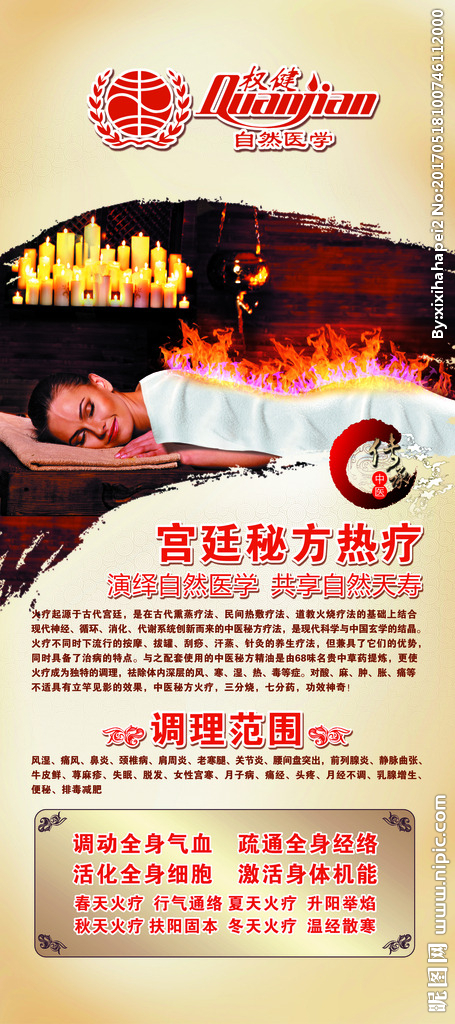 权健
Quanjian
自然医学
By:xixihahapei2 No:20170518100746112000
传承
中医
宫廷秘方热疗
演绎自然医学 共享自然天寿
火疗起源于古代宫廷，是在古代熏蒸疗法、民间热敷疗法、道教火烧疗法的基础上结合
现代神经、循环、消化、代谢系统创新而来的中医秘方疗法，是现代科学与中国玄学的结晶。
火疗不同时下流行的按摩、拔罐、刮痧、汗蒸、针灸的养生疗法，但兼具了它们的优势，
同时具备了治病的特点。与之配套使用的中医秘方精油是由68味名贵中草药提炼，更使
火疗成为独特的调理，祛除体内深层的风、寒、湿、热、毒等症。对酸、麻、肿、胀、痛等
不适具有立竿见影的效果，中医秘方火疗，三分烧，七分药，功效神奇！
调理范围
风湿、痛风、鼻炎、颈椎病、肩周炎、老寒腿、关节炎、腰间盘突出，前列腺炎、静脉曲张、
牛皮鲜、荨麻疹、失眠、脱发、女性宫寒、月子病、痛经、头疼、月经不调、乳腺增生、
便秘、排毒减肥
调动全身气血 疏通全身经络
活化全身细胞 激活身体机能
春天火疗 行气通络 夏天火疗 升阳举焰
秋天火疗 扶阳固本 冬天火疗 温经散寒
昵图网 www.nipic.com